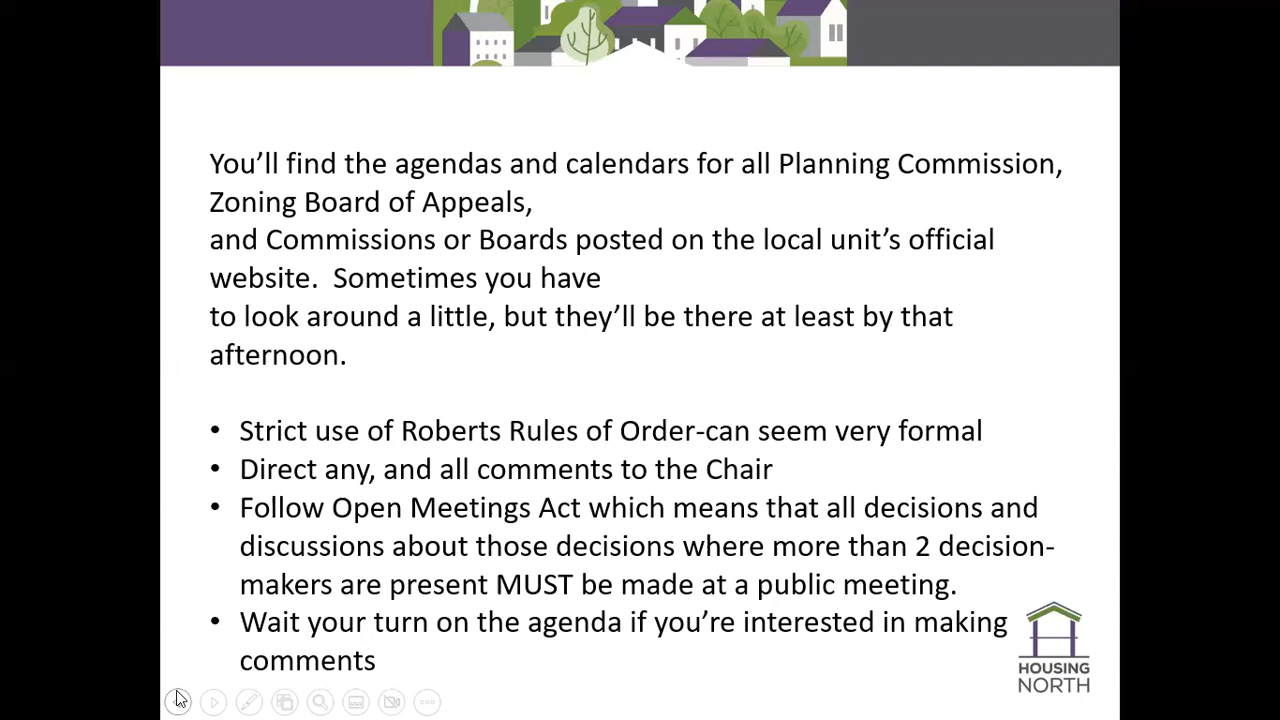 You’ll find the agendas and calendars for all Planning Commission,
Zoning Board of Appeals,
and Commissions or Boards posted on the local unit’s official
website.  Sometimes you have
to look around a little, but they’ll be there at least by that
afternoon.
• Strict use of Roberts Rules of Order-can seem very formal
• Direct any, and all comments to the Chair
• Follow Open Meetings Act which means that all decisions and
discussions about those decisions where more than 2 decision-
makers are present MUST be made at a public meeting.
• Wait your turn on the agenda if you’re interested in making
comments
HOUSING
NORTH